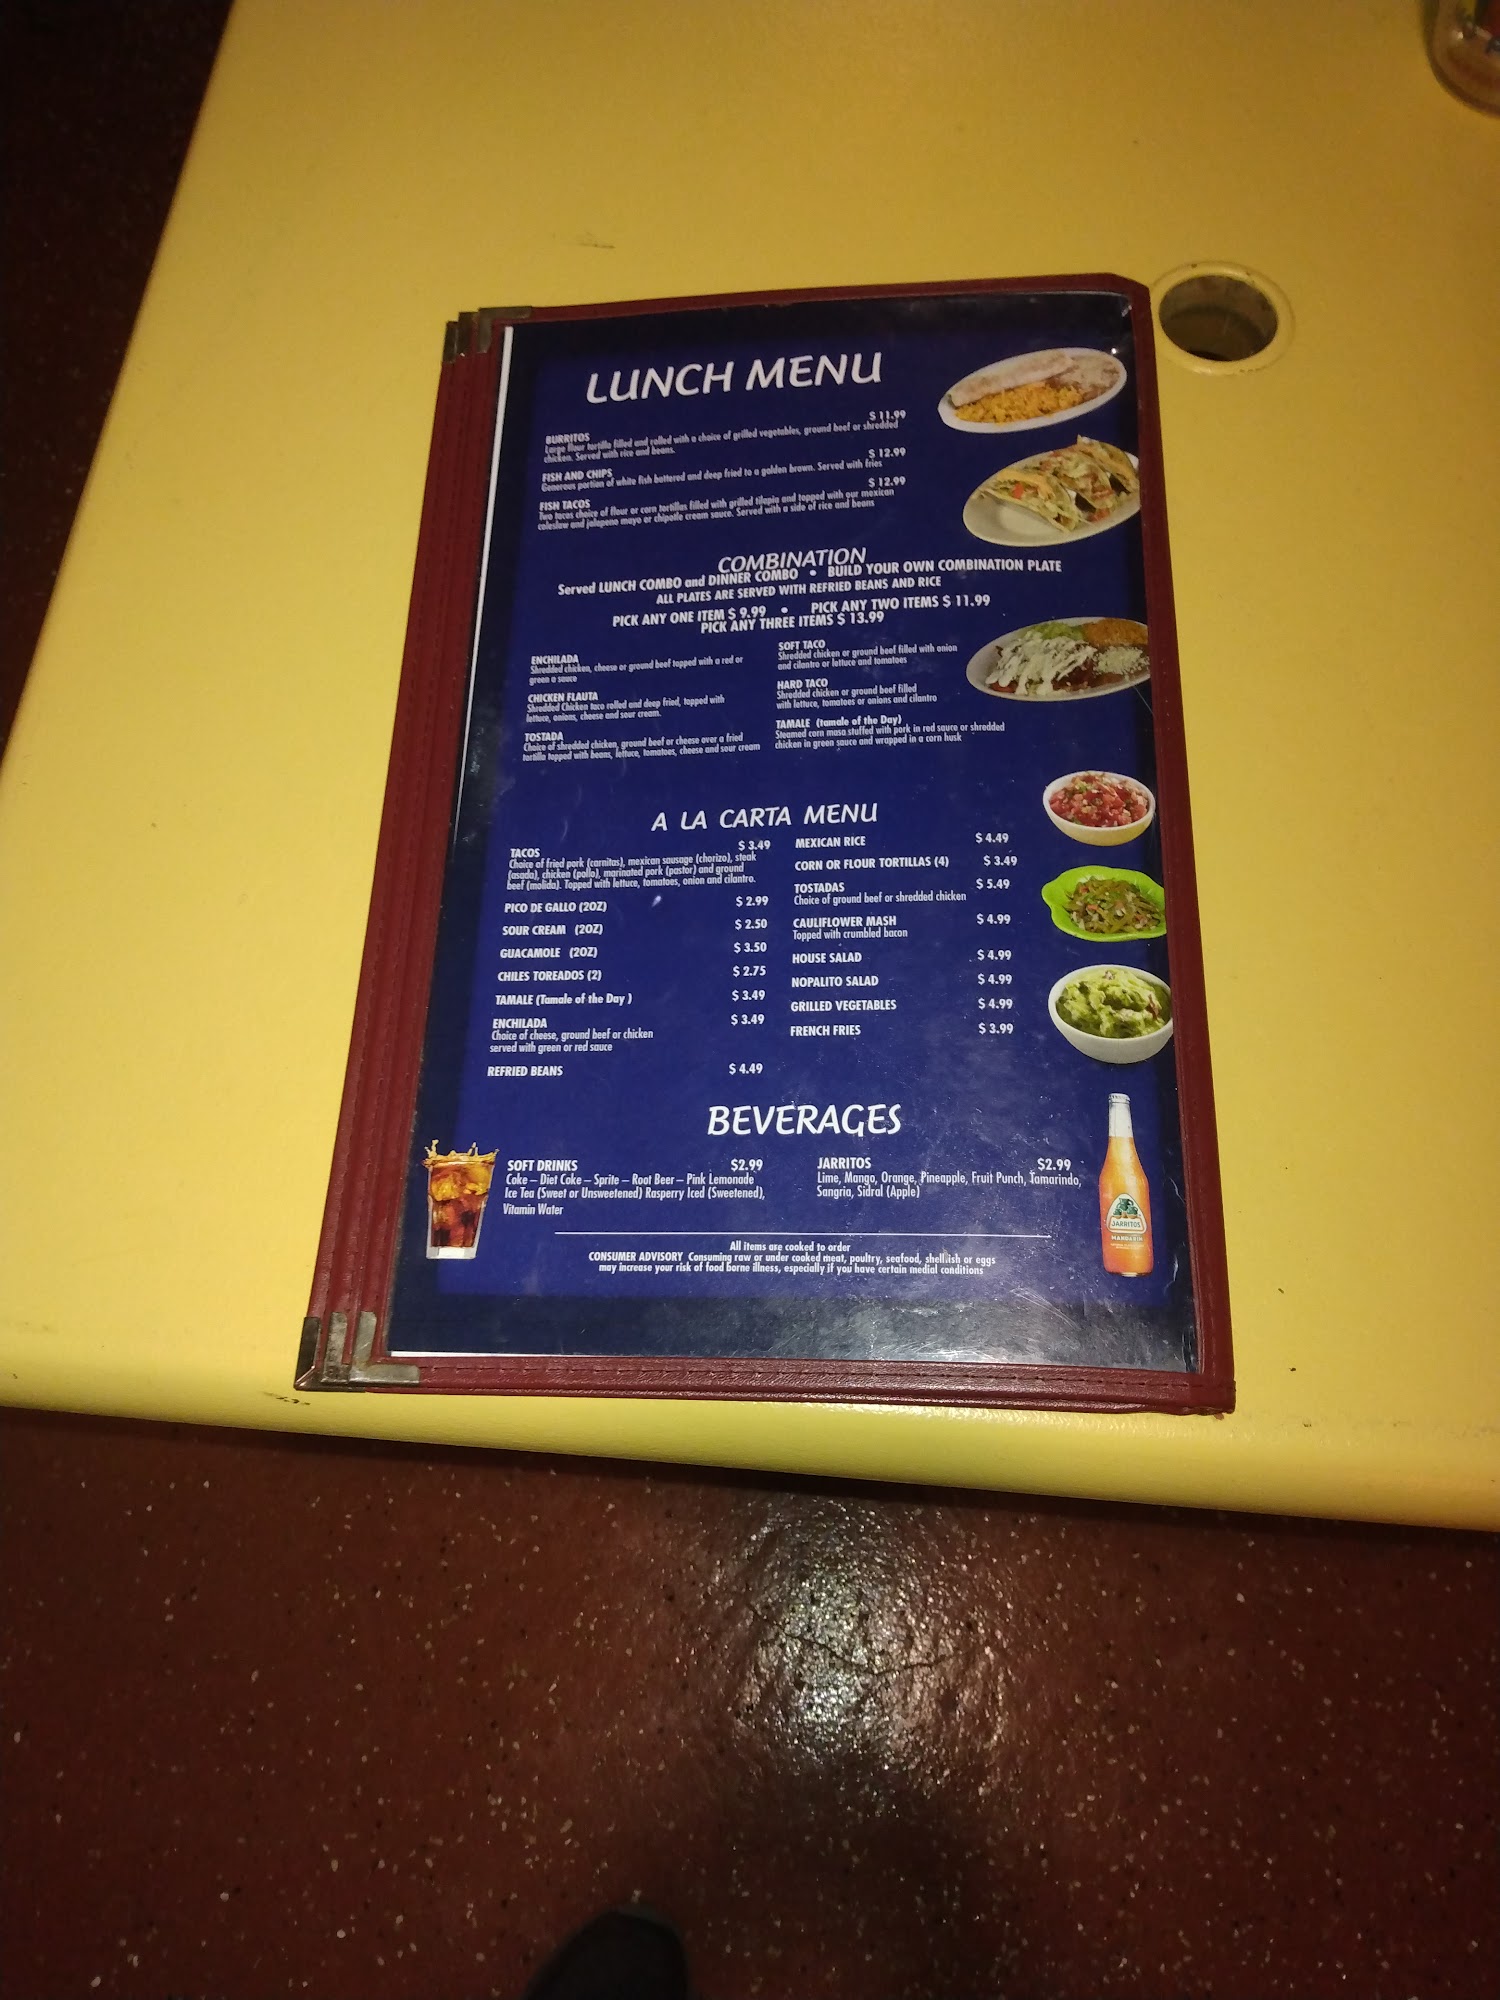 LUNCH MENU
BURRITOS $ 11.99
Large flour tortilla filled and rolled with a choice of grilled vegetables, ground beef or shredded
chicken. Served with rice and beans.
FISH AND CHIPS $ 12.99
Generous portion of white fish battered and deep fried to a golden brown. Served with fries
FISH TACOS $ 12.99
Two tacos choice of flour or corn tortillas filled with grilled tilapia and topped with our mexican
coleslaw and jalapeno mayo or chipotle cream sauce. Served with a side of rice and beans
COMBINATION
Served LUNCH COMBO and DINNER COMBO • BUILD YOUR OWN COMBINATION PLATE
ALL PLATES ARE SERVED WITH REFRIED BEANS AND RICE
PICK ANY ONE ITEM $ 9.99 • PICK ANY TWO ITEMS $ 11.99
PICK ANY THREE ITEMS $ 13.99
ENCHILADA
Shredded chicken, cheese or ground beef topped with a red or
green a sauce
CHICKEN FLAUTA
Shredded Chicken taco rolled and deep fried, topped with
lettuce, onions, cheese and sour cream.
TOSTADA
Choice of shredded chicken, ground beef or cheese over a fried
tortilla topped with beans, lettuce, tomatoes, cheese and sour cream
SOFT TACO
Shredded chicken or ground beef filled with onion
and cilantro or lettuce and tomatoes
HARD TACO
Shredded chicken or ground beef filled
with lettuce, tomatoes or onions and cilantro
TAMALE (tamale of the Day)
Steamed corn masa stuffed with pork in red sauce or shredded
chicken in green sauce and wrapped in a corn husk
A LA CARTA MENU
TACOS $ 3.49
Choice of fried pork (carnitas), mexican sausage (chorizo), steak
(asada), chicken (pollo), marinated pork (pastor) and ground
beef (molida). Topped with lettuce, tomatoes, onion and cilantro.
PICO DE GALLO (2OZ) $ 2.99
SOUR CREAM (2OZ) $ 2.50
GUACAMOLE (2OZ) $ 3.50
CHILES TOREADOS (2) $ 2.75
TAMALE (Tamale of the Day ) $ 3.49
ENCHILADA $ 3.49
Choice of cheese, ground beef or chicken
served with green or red sauce
REFRIED BEANS $ 4.49
MEXICAN RICE $ 4.49
CORN OR FLOUR TORTILLAS (4) $ 3.49
TOSTADAS $ 5.49
Choice of ground beef or shredded chicken
CAULIFLOWER MASH $ 4.99
Topped with crumbled bacon
HOUSE SALAD $ 4.99
NOPALITO SALAD $ 4.99
GRILLED VEGETABLES $ 4.99
FRENCH FRIES $ 3.99
BEVERAGES
SOFT DRINKS $2.99
Coke – Diet Coke – Sprite – Root Beer – Pink Lemonade
Ice Tea (Sweet or Unsweetened) Rasperry Iced (Sweetened),
Vitamin Water
JARRITOS $2.99
Lime, Mango, Orange, Pineapple, Fruit Punch, Tamarindo,
Sangria, Sidral (Apple)
JARRITOS
MANDARIN
All items are cooked to order
CONSUMER ADVISORY Consuming raw or under cooked meat, poultry, seafood, shellfish or eggs
may increase your risk of food borne illness, especially if you have certain medial conditions